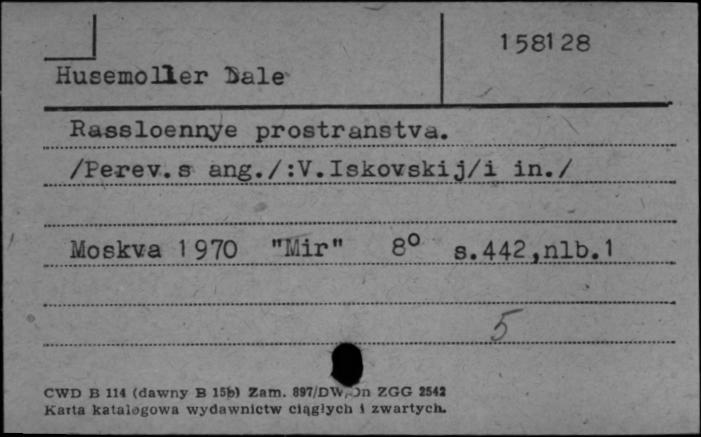 158128
Husemoller Dale
Rassloennye prostranstva.
/Perev.s ang./:V.Iskovskij/i in./
Moskva 1970 "Mir" 8° s.442,nlb.1
5
CWD B 114 (dawny B 15b) Zam. 897/DW/Dn ZGG 2542
Karta katalogowa wydawnictw ciągłych i zwartych.